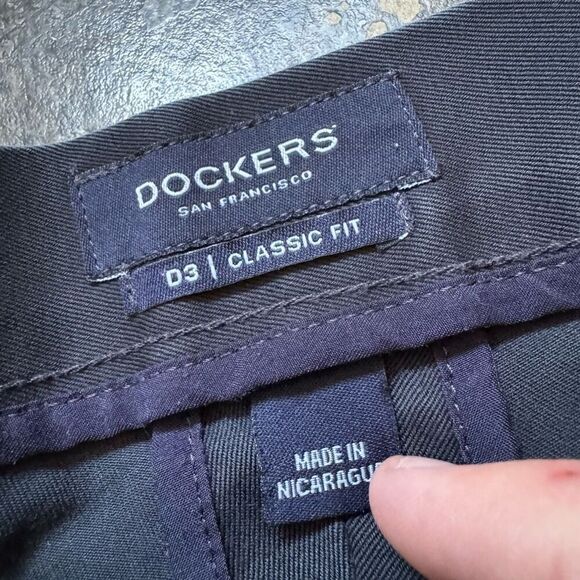 DOCKERS
SAN FRANCISCO
D3 | CLASSIC FIT
MADE IN
NICARAGU